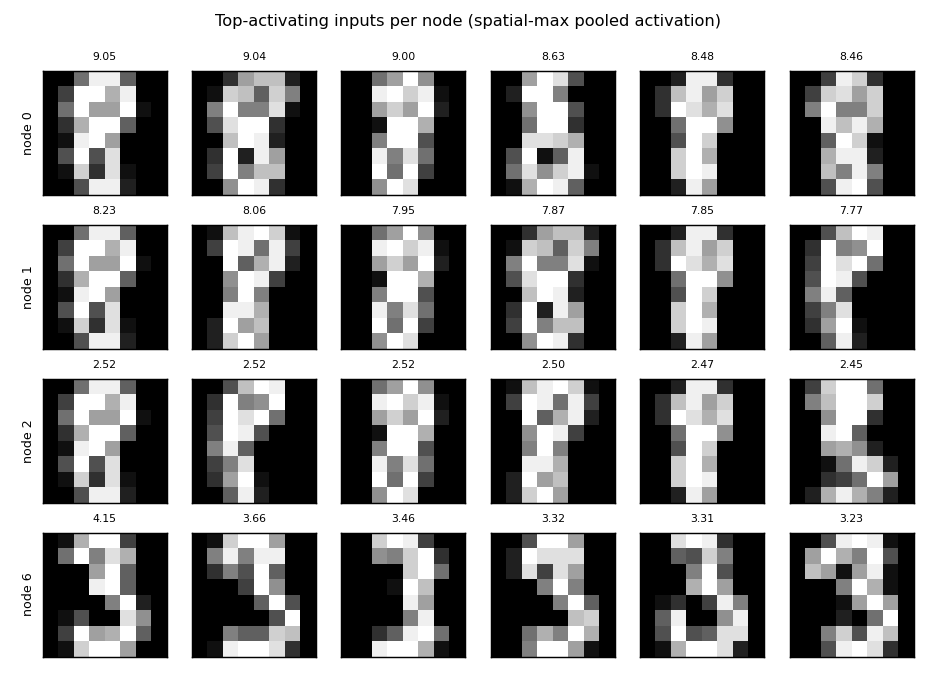 Top-activating inputs per node (spatial-max pooled activation)
9.05 9.04 9.00 8.63 8.48 8.46
node 0
8.23 8.06 7.95 7.87 7.85 7.77
node 1
2.52 2.52 2.52 2.50 2.47 2.45
node 2
4.15 3.66 3.46 3.32 3.31 3.23
node 6